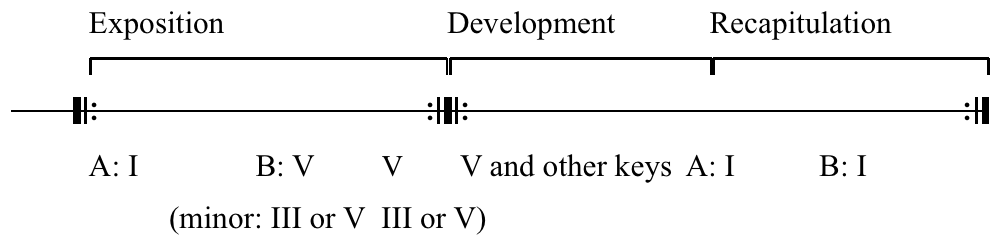 Exposition Development Recapitulation
A: I B: V V V and other keys A: I B: I
(minor: III or V III or V)